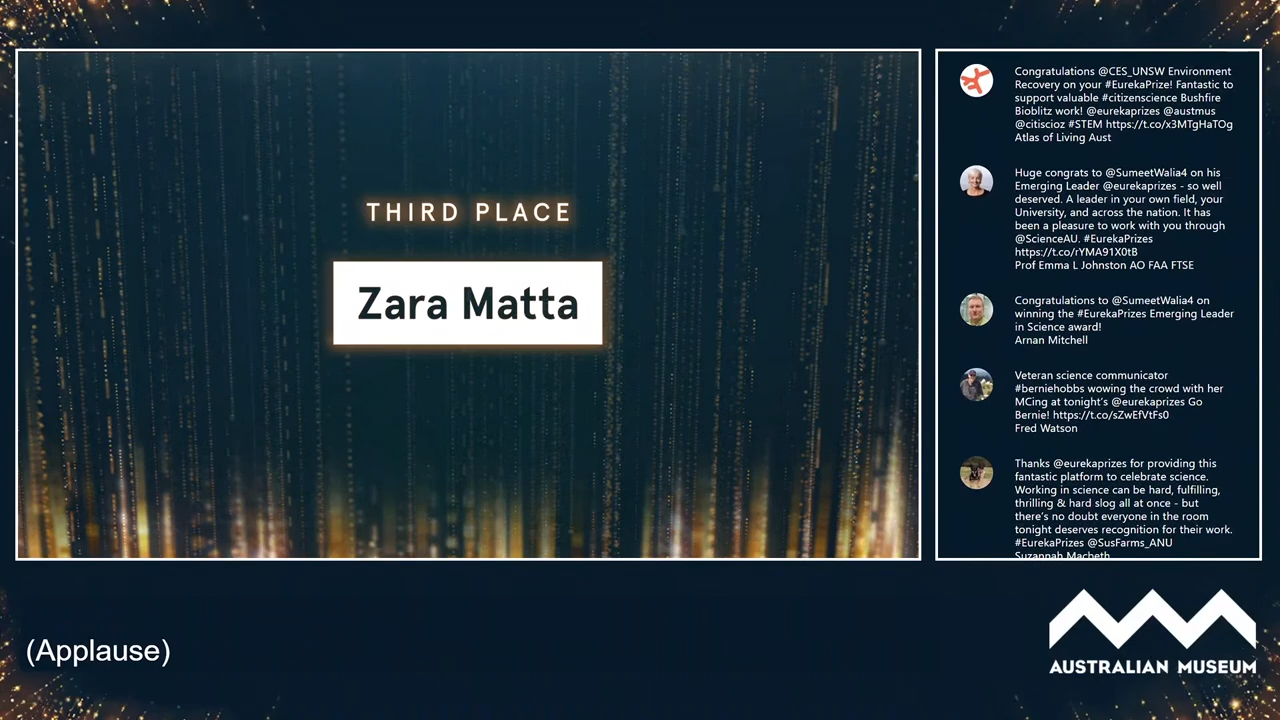 THIRD PLACE
Zara Matta
Congratulations @CES_UNSW Environment
Recovery on your #EurekaPrize! Fantastic to
support valuable #citizenscience Bushfire
Bioblitz work! @eurekaprizes @austmus
@citiscioz #STEM https://t.co/x3MTgHaTOg
Atlas of Living Aust
Huge congrats to @SumeetWalia4 on his
Emerging Leader @eurekaprizes - so well
deserved. A leader in your own field, your
University, and across the nation. It has
been a pleasure to work with you through
@ScienceAU. #EurekaPrizes
https://t.co/rYMA91X0tB
Prof Emma L Johnston AO FAA FTSE
Congratulations to @SumeetWalia4 on
winning the #EurekaPrizes Emerging Leader
in Science award!
Arnan Mitchell
Veteran science communicator
#berniehobbs wowing the crowd with her
MCing at tonight's @eurekaprizes Go
Bernie! https://t.co/sZwEfVtFs0
Fred Watson
Thanks @eurekaprizes for providing this
fantastic platform to celebrate science.
Working in science can be hard, fulfilling,
thrilling & hard slog all at once - but
there's no doubt everyone in the room
tonight deserves recognition for their work.
#EurekaPrizes @SusFarms_ANU
Suzannah Macbeth
(Applause)
AUSTRALIAN MUSEUM